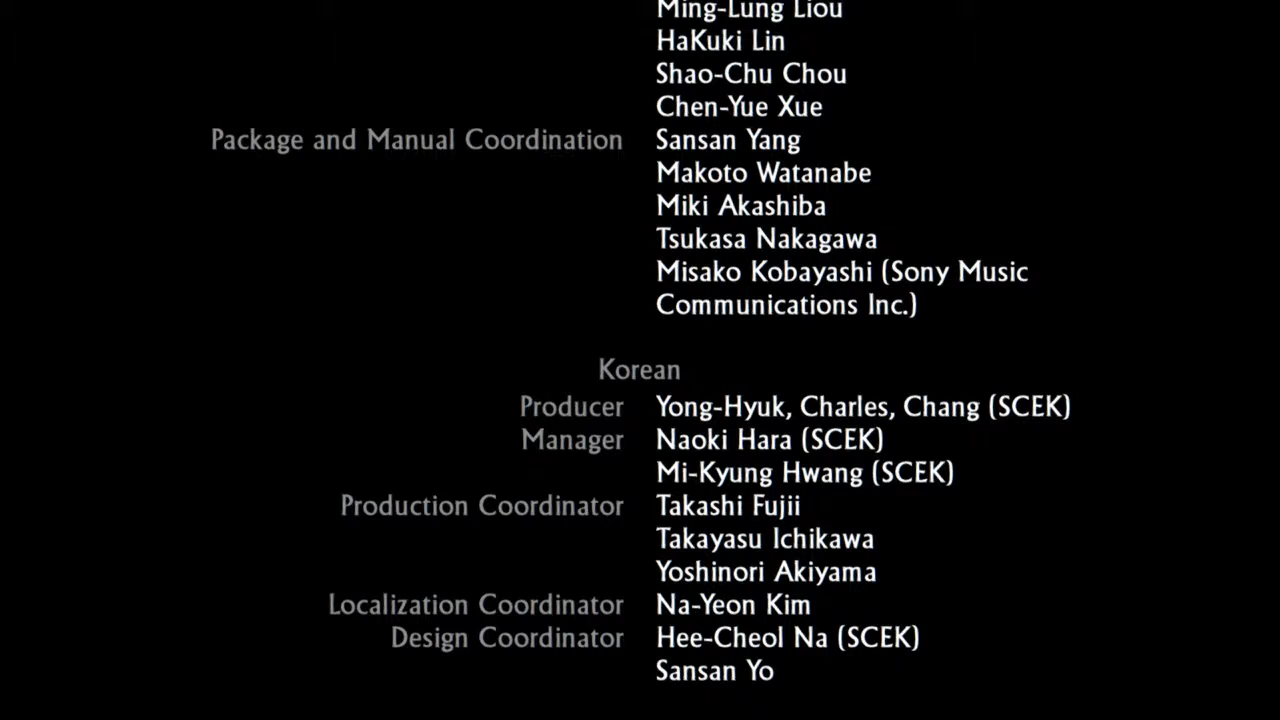 Ming-Lung Liou
HaKuki Lin
Shao-Chu Chou
Chen-Yue Xue
Package and Manual Coordination Sansan Yang
Makoto Watanabe
Miki Akashiba
Tsukasa Nakagawa
Misako Kobayashi (Sony Music
Communications Inc.)
Korean
Producer Yong-Hyuk, Charles, Chang (SCEK)
Manager Naoki Hara (SCEK)
Mi-Kyung Hwang (SCEK)
Production Coordinator Takashi Fujii
Takayasu Ichikawa
Yoshinori Akiyama
Localization Coordinator Na-Yeon Kim
Design Coordinator Hee-Cheol Na (SCEK)
Sansan Yo